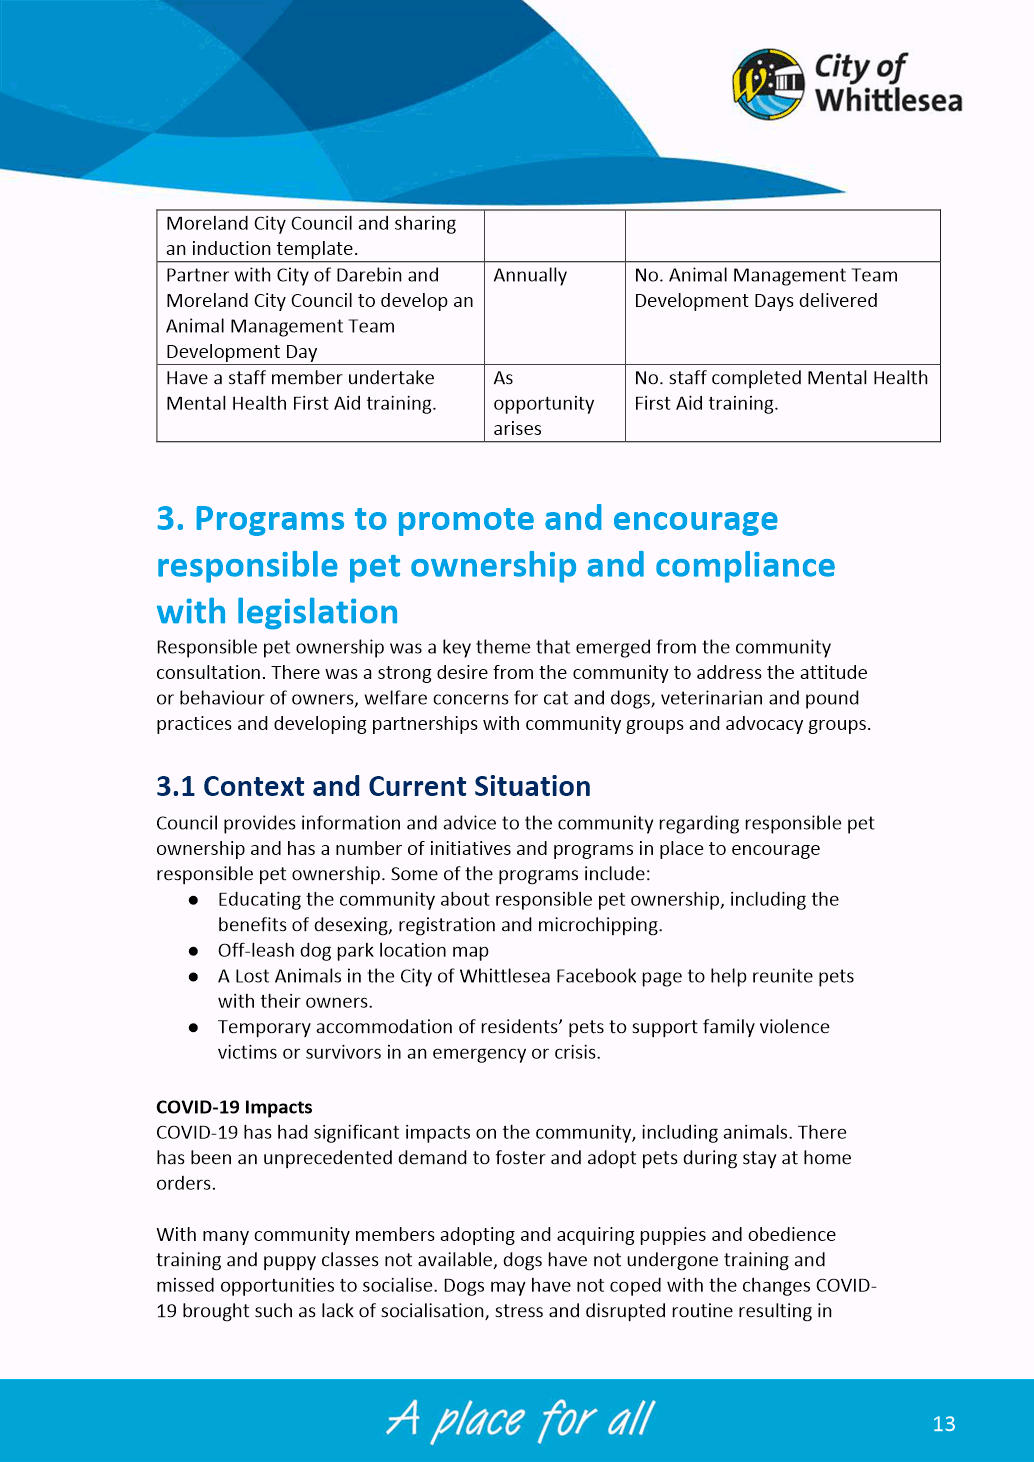 City of
Whittlesea
Moreland City Council and sharing
an induction template.
Partner with City of Darebin and
Moreland City Council to develop an
Animal Management Team
Development Day
Annually
No. Animal Management Team
Development Days delivered
Have a staff member undertake
Mental Health First Aid training.
As
opportunity
arises
No. staff completed Mental Health
First Aid training.
3. Programs to promote and encourage
responsible pet ownership and compliance
with legislation
Responsible pet ownership was a key theme that emerged from the community
consultation. There was a strong desire from the community to address the attitude
or behaviour of owners, welfare concerns for cat and dogs, veterinarian and pound
practices and developing partnerships with community groups and advocacy groups.
3.1 Context and Current Situation
Council provides information and advice to the community regarding responsible pet
ownership and has a number of initiatives and programs in place to encourage
responsible pet ownership. Some of the programs include:
● Educating the community about responsible pet ownership, including the
benefits of desexing, registration and microchipping.
● Off-leash dog park location map
● A Lost Animals in the City of Whittlesea Facebook page to help reunite pets
with their owners.
● Temporary accommodation of residents’ pets to support family violence
victims or survivors in an emergency or crisis.
COVID-19 Impacts
COVID-19 has had significant impacts on the community, including animals. There
has been an unprecedented demand to foster and adopt pets during stay at home
orders.
With many community members adopting and acquiring puppies and obedience
training and puppy classes not available, dogs have not undergone training and
missed opportunities to socialise. Dogs may have not coped with the changes COVID-
19 brought such as lack of socialisation, stress and disrupted routine resulting in
A place for all
13